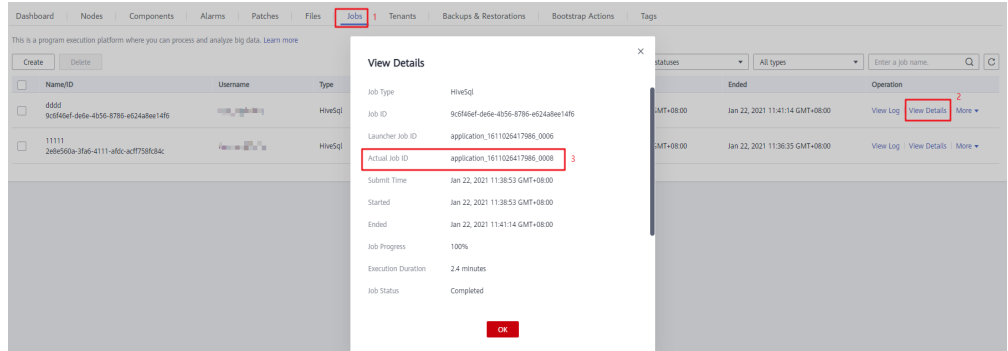 Dashboard Nodes Components Alarms Patches Files Jobs 1 Tenants Backups & Restorations Bootstrap Actions Tags
This is a program execution platform where you can process and analyze big data. Learn more
Create Delete
statuses All types Enter a job name.
Name/ID Username Type Ended Operation
2
dddd
9c6f46ef-de6e-4b56-8786-e624a8ee14f6
HiveSql GMT+08:00 Jan 22, 2021 11:41:14 GMT+08:00 View Log View Details More
11111
2e8e560a-3fa6-4111-afdc-acff758fc84c
HiveSql GMT+08:00 Jan 22, 2021 11:36:35 GMT+08:00 View Log View Details More
View Details
Job Type HiveSql
Job ID 9c6f46ef-de6e-4b56-8786-e624a8ee14f6
Launcher Job ID application_1611026417986_0006
Actual Job ID application_1611026417986_0008 3
Submit Time Jan 22, 2021 11:38:53 GMT+08:00
Started Jan 22, 2021 11:38:53 GMT+08:00
Ended Jan 22, 2021 11:41:14 GMT+08:00
Job Progress 100%
Execution Duration 2.4 minutes
Job Status Completed
OK